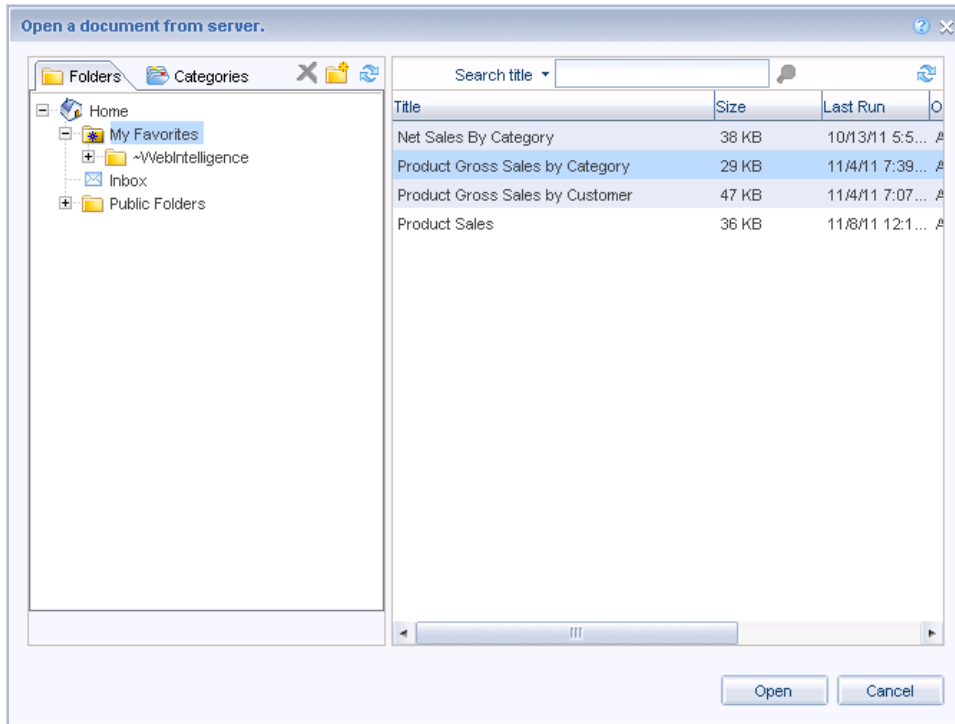 Open a document from server.
Folders Categories
Search title
Home
My Favorites
~WebIntelligence
Inbox
Public Folders
Title Size Last Run O
Net Sales By Category 38 KB 10/13/11 5:5... A
Product Gross Sales by Category 29 KB 11/4/11 7:39... A
Product Gross Sales by Customer 47 KB 11/4/11 7:07... A
Product Sales 36 KB 11/8/11 12:1... A
Open Cancel